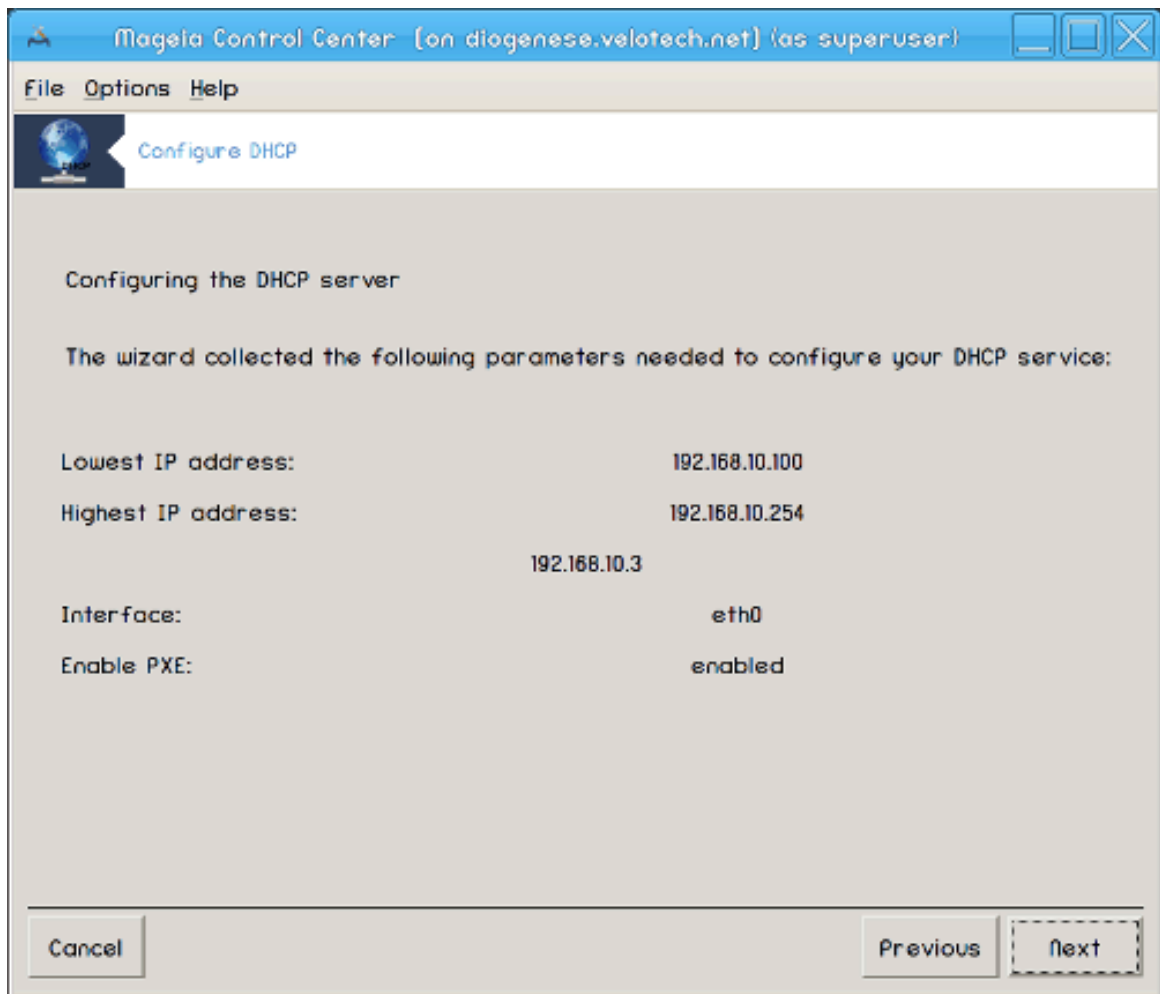 Mageia Control Center (on diogenese.velotech.net) (as superuser)
File Options Help
DHCP
Configure DHCP
Configuring the DHCP server
The wizard collected the following parameters needed to configure your DHCP service:
Lowest IP address: 192.168.10.100
Highest IP address: 192.168.10.254
192.168.10.3
Interface: eth0
Enable PXE: enabled
Cancel Previous Next